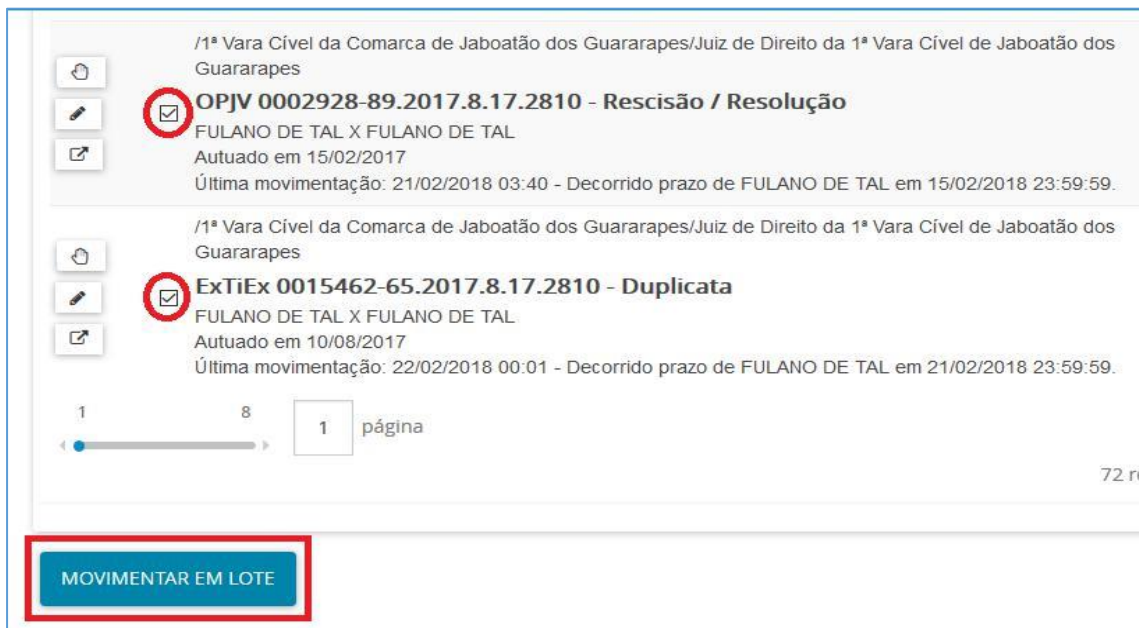 /1ª Vara Cível da Comarca de Jaboatão dos Guararapes/Juiz de Direito da 1ª Vara Cível de Jaboatão dos
Guararapes
OPJV 0002928-89.2017.8.17.2810 - Rescisão / Resolução
FULANO DE TAL X FULANO DE TAL
Autuado em 15/02/2017
Última movimentação: 21/02/2018 03:40 - Decorrido prazo de FULANO DE TAL em 15/02/2018 23:59:59.
/1ª Vara Cível da Comarca de Jaboatão dos Guararapes/Juiz de Direito da 1ª Vara Cível de Jaboatão dos
Guararapes
ExTiEx 0015462-65.2017.8.17.2810 - Duplicata
FULANO DE TAL X FULANO DE TAL
Autuado em 10/08/2017
Última movimentação: 22/02/2018 00:01 - Decorrido prazo de FULANO DE TAL em 21/02/2018 23:59:59.
1 8
1 página
72 re
MOVIMENTAR EM LOTE